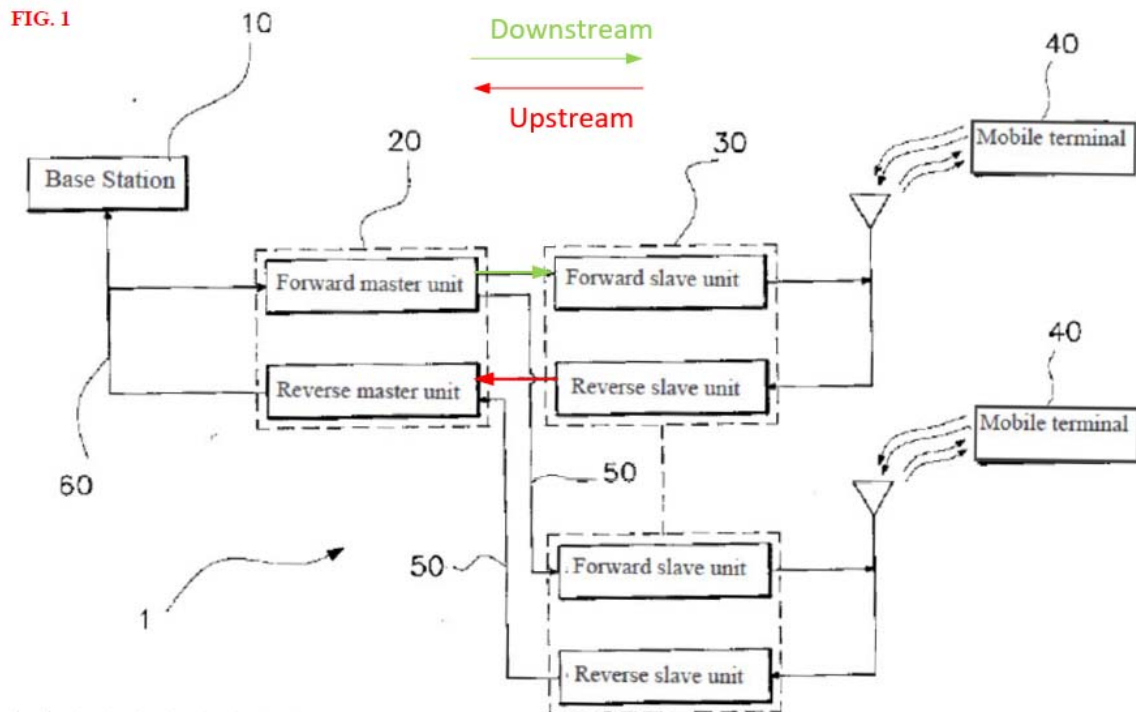 FIG. 1
10
Downstream
40
Upstream
Mobile terminal
Base Station
20
30
Forward master unit
Forward slave unit
40
Reverse master unit
Reverse slave unit
Mobile terminal
60
50
50
Forward slave unit
1
Reverse slave unit